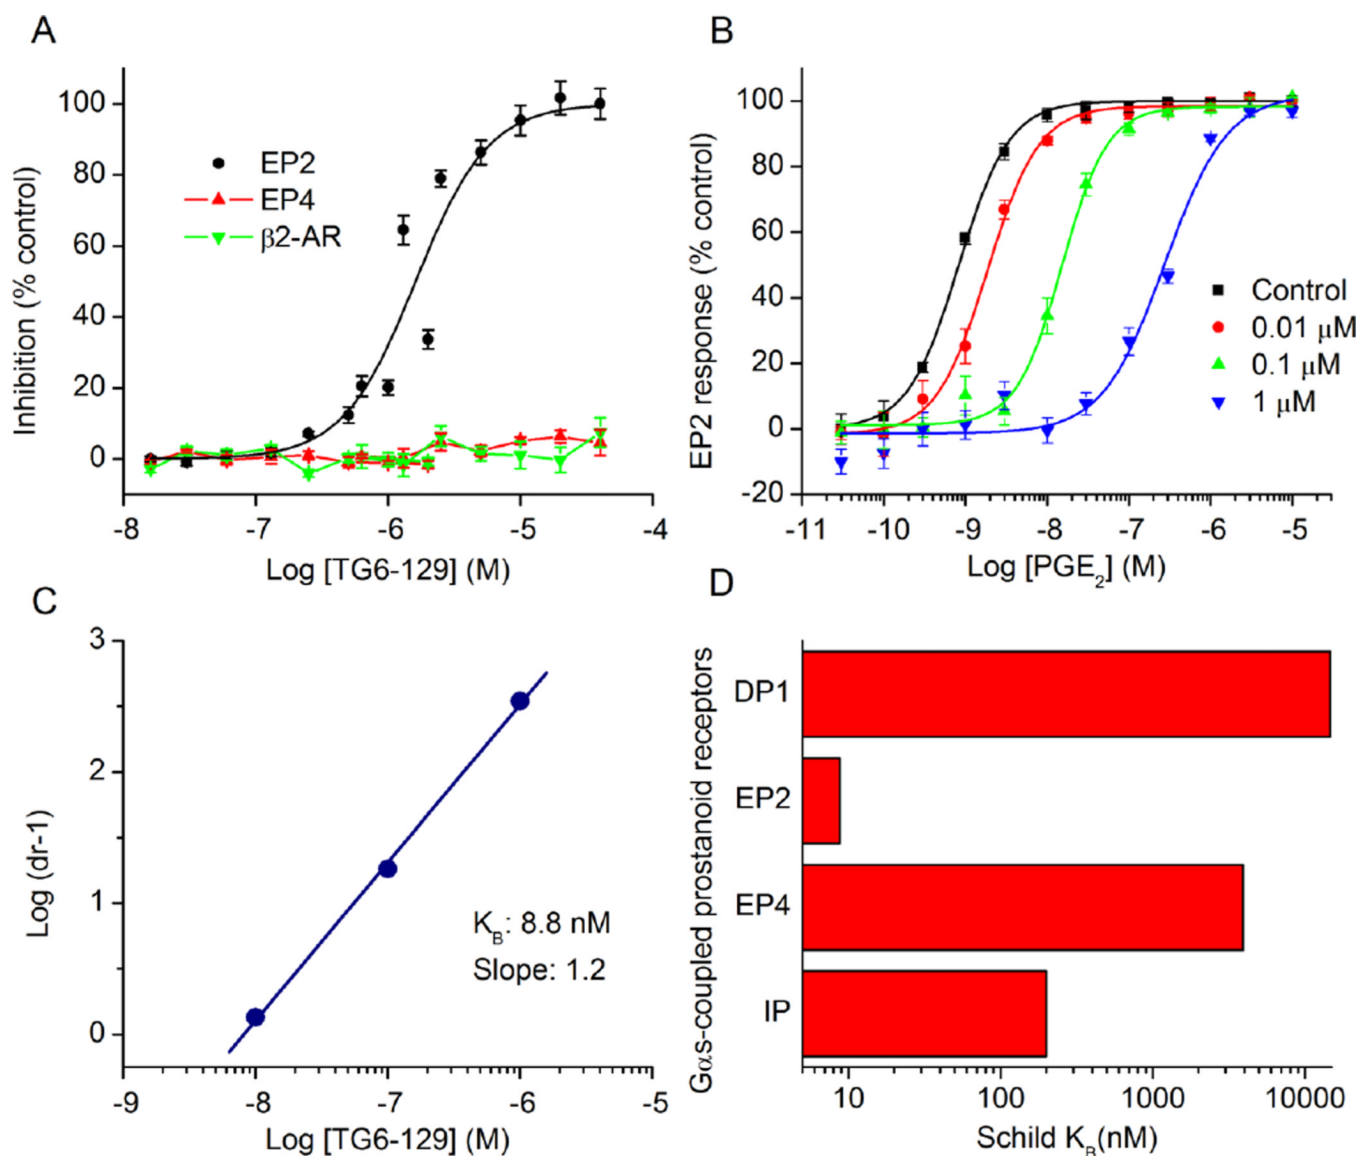 A
Inhibition (% control)
100
80
60
40
20
0
EP2
EP4
β2-AR
-8
-7
-6
-5
-4
Log [TG6-129] (M)
B
EP2 response (% control)
100
80
60
40
20
0
-20
Control
0.01 μM
0.1 μM
1 μM
-11
-10
-9
-8
-7
-6
-5
Log [PGE₂] (M)
C
Log (dr-1)
3
2
1
0
K_B: 8.8 nM
Slope: 1.2
-9
-8
-7
-6
-5
Log [TG6-129] (M)
D
Gαs-coupled prostanoid receptors
DP1
EP2
EP4
IP
10
100
1000
10000
Schild K_B(nM)